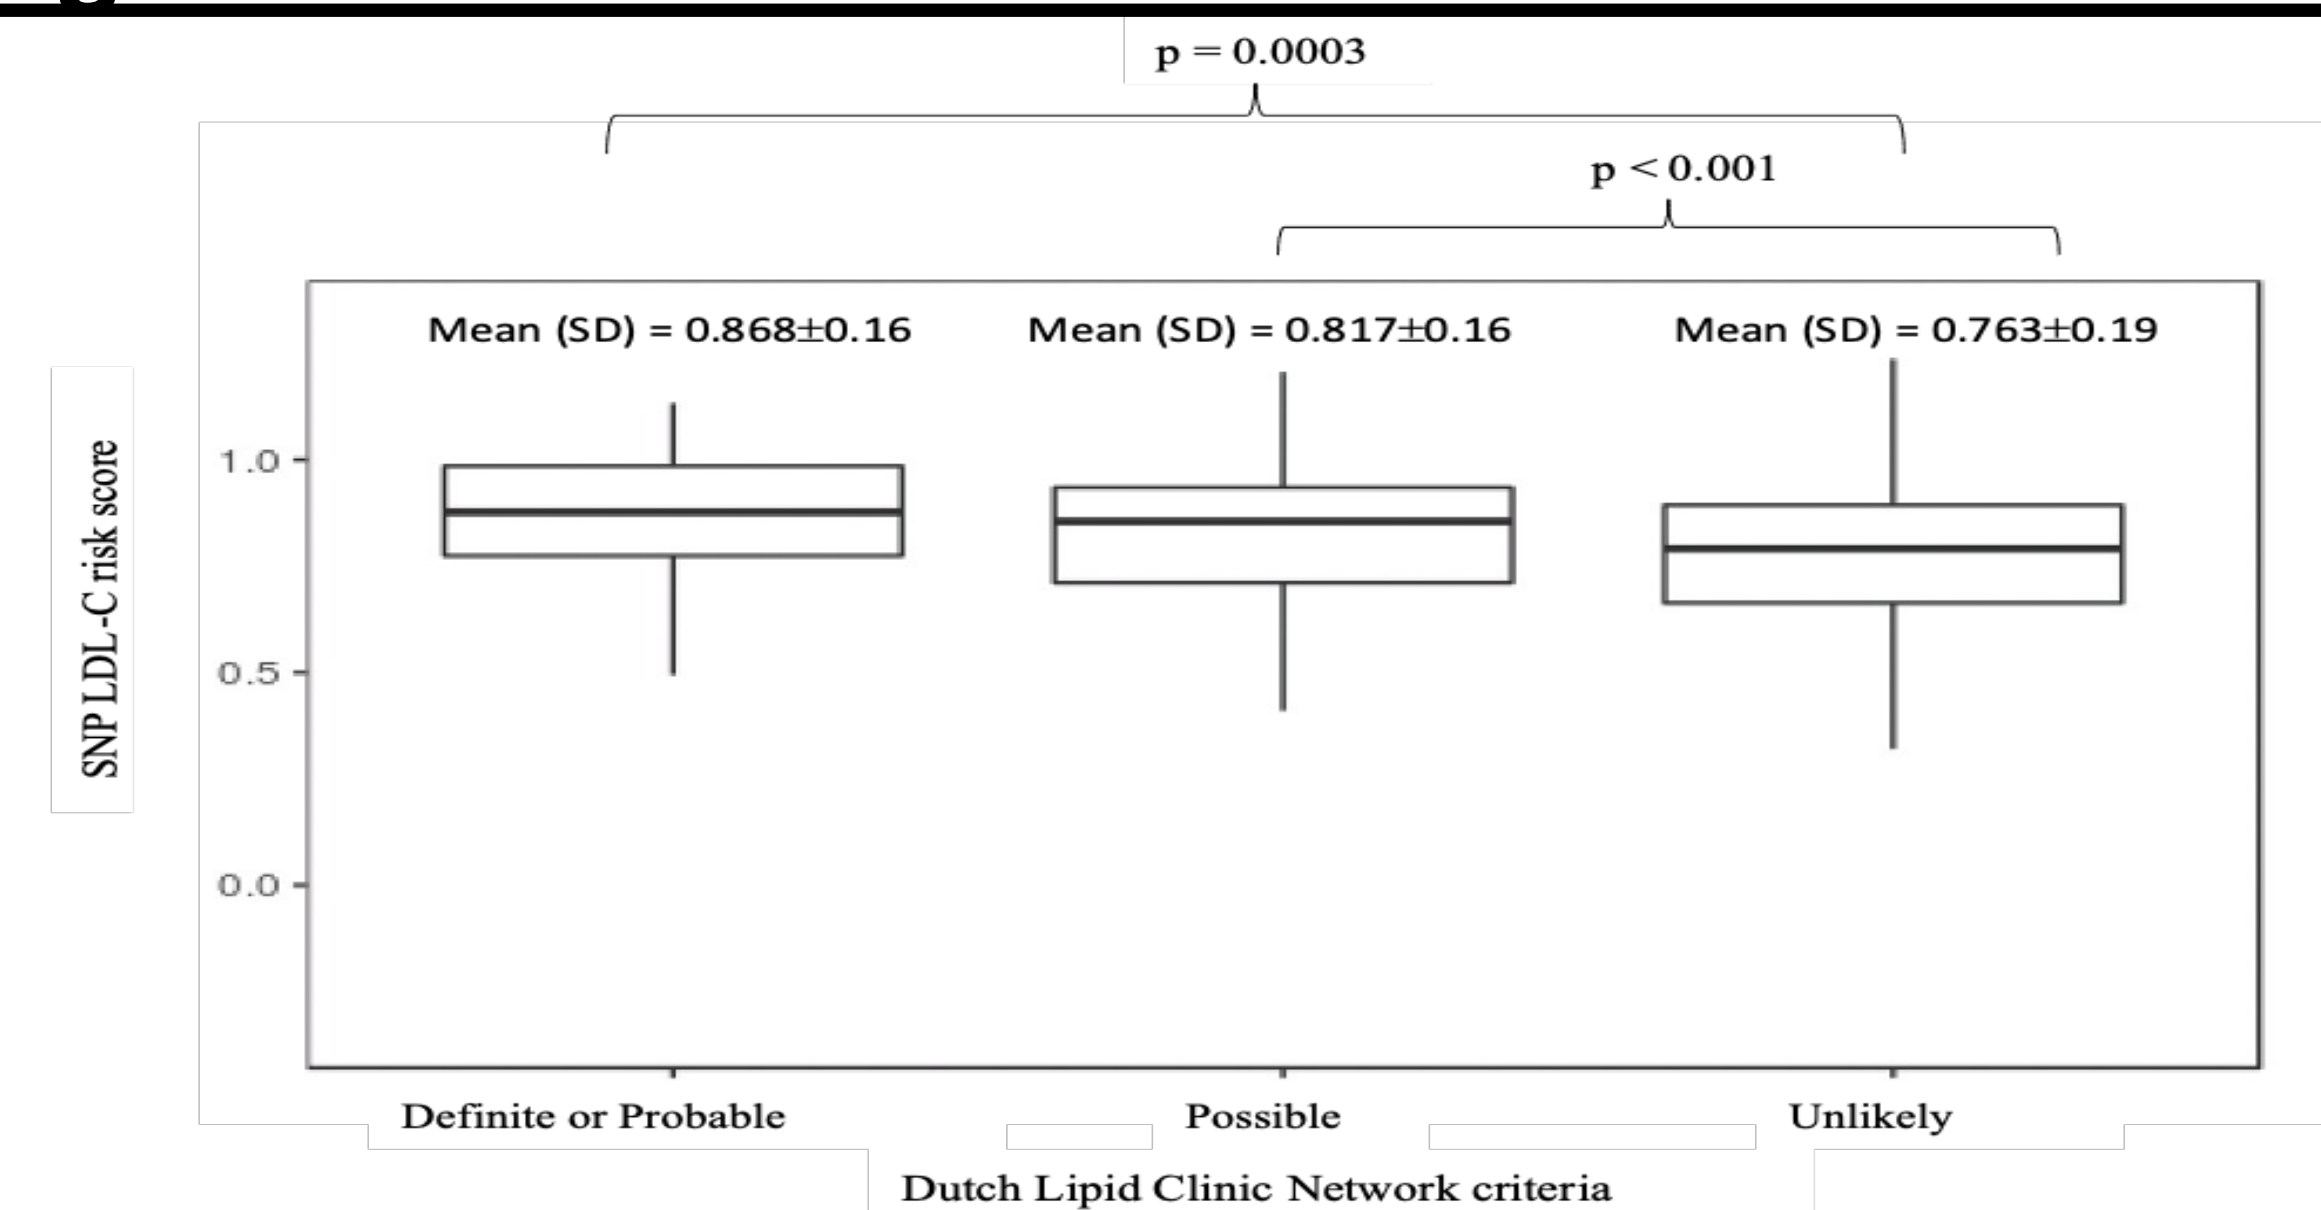 p = 0.0003
p < 0.001
Mean (SD) = 0.868±0.16
Mean (SD) = 0.817±0.16
Mean (SD) = 0.763±0.19
SNP LDL-C risk score
1.0
0.5
0.0
Definite or Probable
Possible
Unlikely
Dutch Lipid Clinic Network criteria